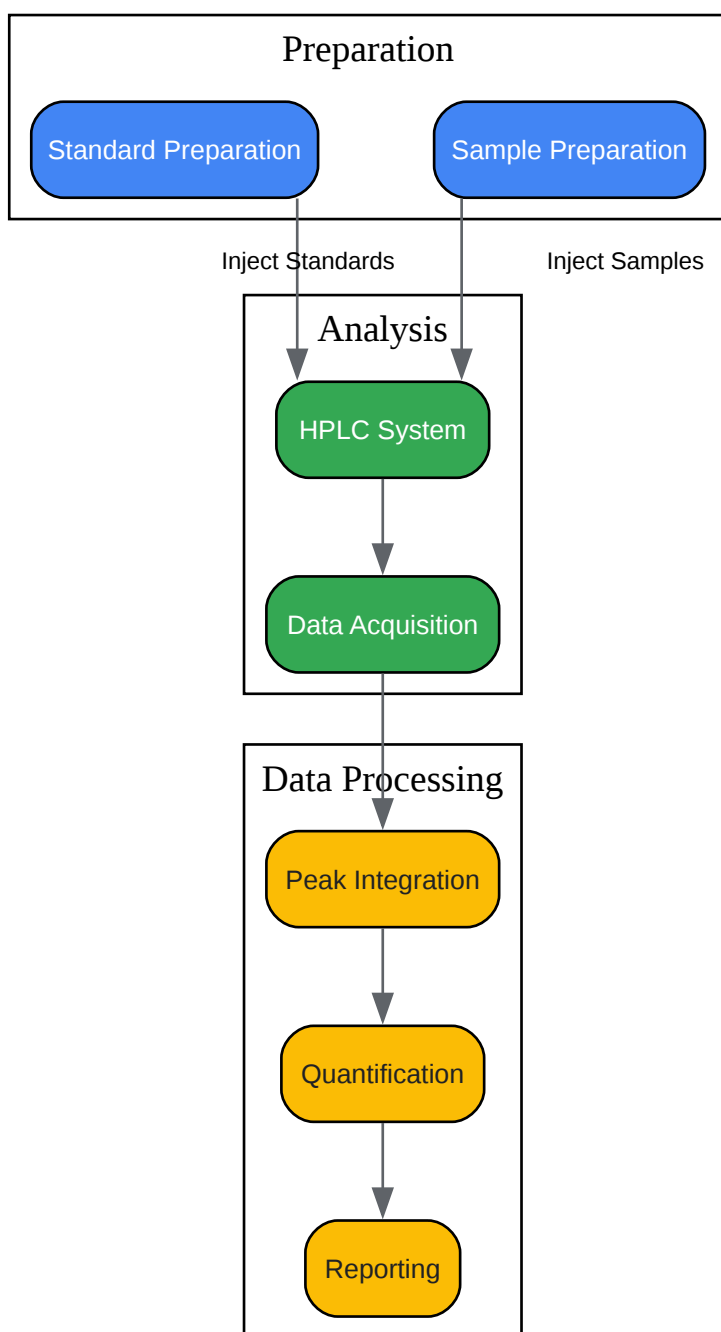 Preparation
Standard Preparation
Sample Preparation
Inject Standards
Inject Samples
Analysis
HPLC System
Data Acquisition
Data Processing
Peak Integration
Quantification
Reporting